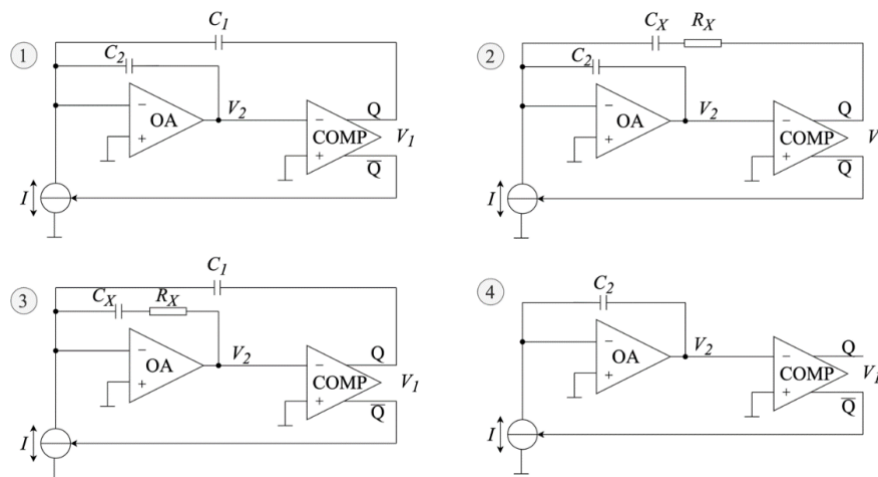 1
C1
C2
−
OA
+
V2
−
COMP
+
Q
V1
Q̅
I
2
CX RX
C2
−
OA
+
V2
−
COMP
+
Q
V
Q̅
I
3
C1
CX RX
−
OA
+
V2
−
COMP
+
Q
V1
Q̅
I
4
C2
−
OA
+
V2
−
COMP
+
Q
V1
Q̅
I